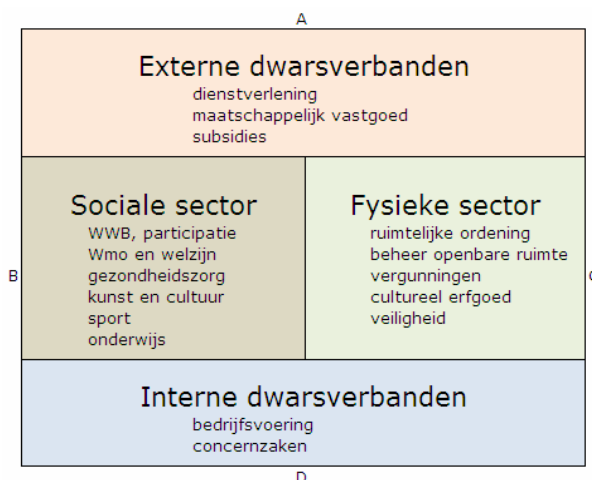 A
Externe dwarsverbanden
dienstverlening
maatschappelijk vastgoed
subsidies
B
Sociale sector
WWB, participatie
Wmo en welzijn
gezondheidszorg
kunst en cultuur
sport
onderwijs
Fysieke sector
ruimtelijke ordening
beheer openbare ruimte
vergunningen
cultureel erfgoed
veiligheid
Interne dwarsverbanden
bedrijfsvoering
concernzaken
D